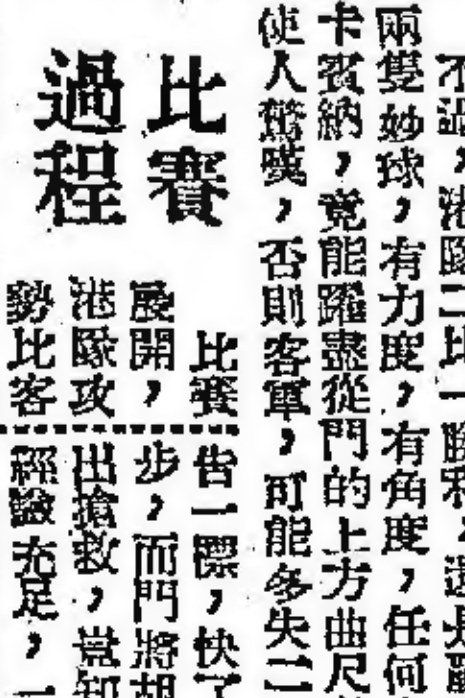 不過，港隊二比一勝利，還是
兩隻妙球，有力度，有角度，任何
卡賓納，竟能躍盡從門的上方曲尺
使人驚嘆，否則客軍，可能多失二
比賽
過程
比賽
展開，
港隊攻
勢比客
告一標，快了
步，而門將胡
出搶救，豈知
經驗充足，一